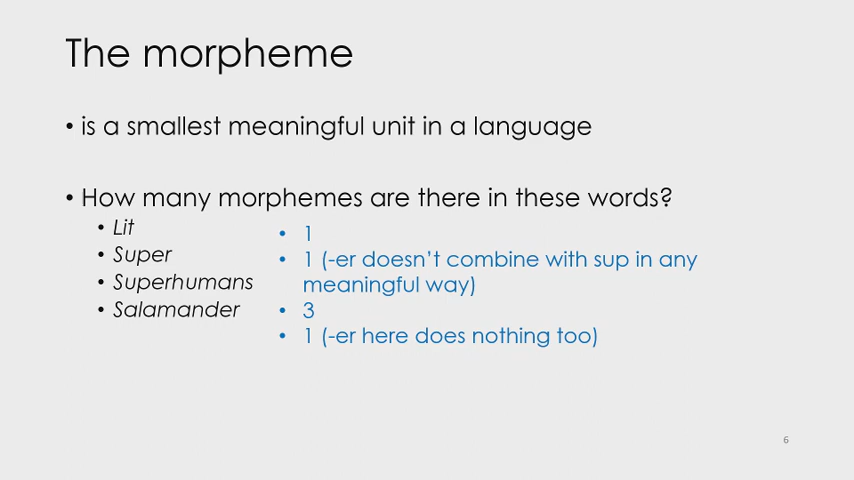 The morpheme
• is a smallest meaningful unit in a language
• How many morphemes are there in these words?
• Lit
• Super
• Superhumans
• Salamander
• 1
• 1 (-er doesn't combine with sup in any
meaningful way)
• 3
• 1 (-er here does nothing too)
6